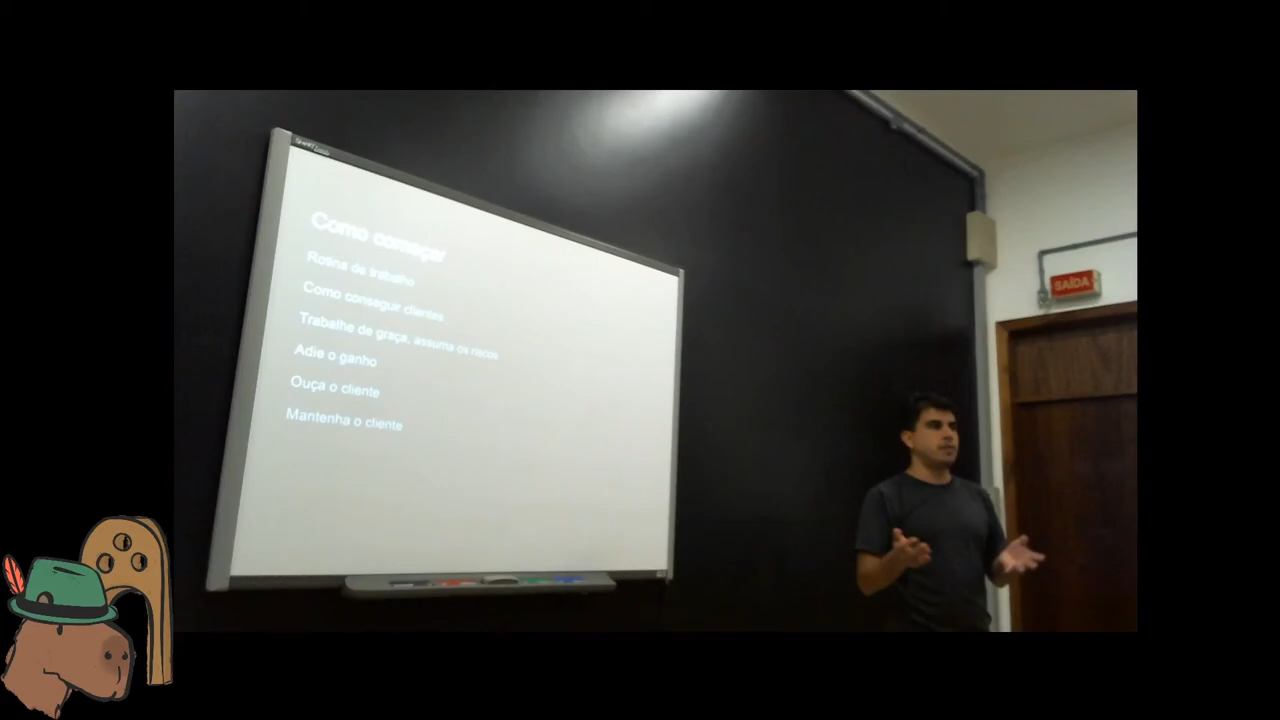 Como começar
Rotina de trabalho
Como conseguir clientes
Trabalhe de graça, assuma os riscos
Adie o ganho
Ouça o cliente
Mantenha o cliente
SAÍDA